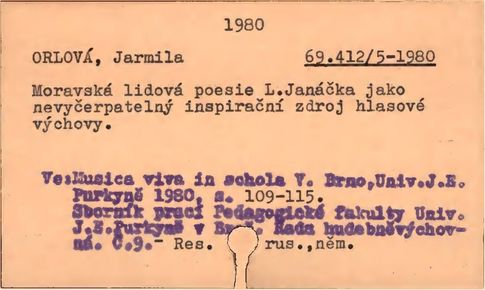 1980
ORLOVÁ, Jarmila 69.412/5-1980
Moravská lidová poesie L.Janáčka jako
nevyčerpatelný inspirační zdroj hlasové
výchovy.
Ve:Musica viva in schola V. Brno,Univ.J.E.
Purkyně 1980, s. 109-115.
Sborník prací Pedagogické fakulty Univ.
J.E.Purkyně v Brně. Řada hudebněvýchov-
ná. Č.9.- Res. rus.,něm.